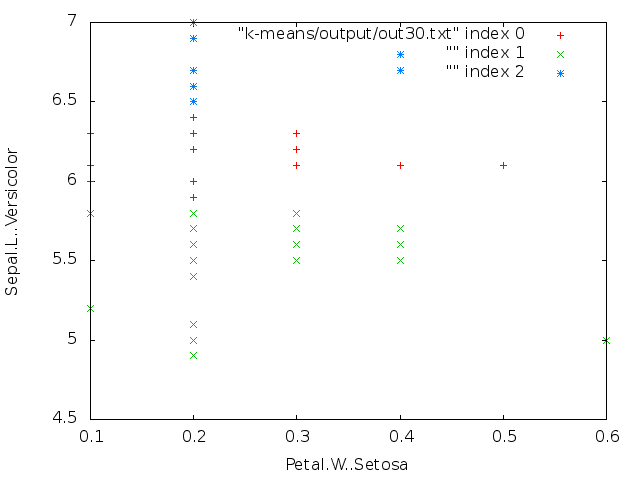 "k-means/output/out30.txt" index 0
"" index 1
"" index 2
7
6.5
6
5.5
5
4.5
Sepal.L..Versicolor
0.1 0.2 0.3 0.4 0.5 0.6
Petal.W..Setosa